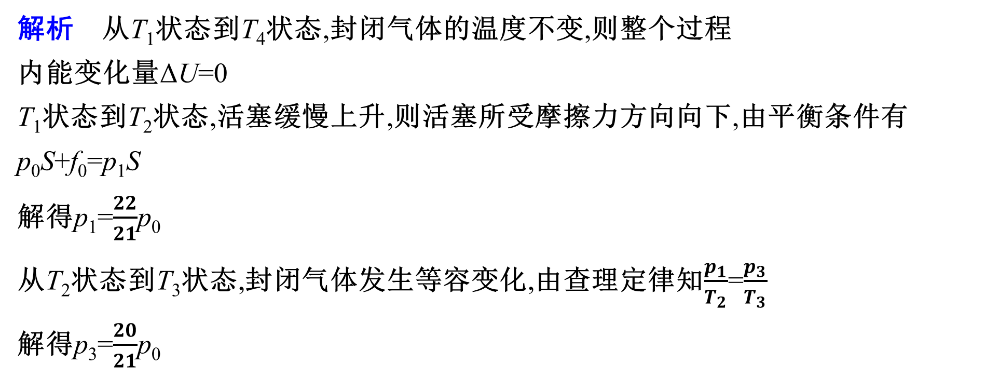 解析 从T₁状态到T₄状态,封闭气体的温度不变,则整个过程
内能变化量ΔU=0
T₁状态到T₂状态,活塞缓慢上升,则活塞所受摩擦力方向向下,由平衡条件有
p₀S+f₀=p₁S
解得p₁=22/21p₀
从T₂状态到T₃状态,封闭气体发生等容变化,由查理定律知p₁/T₂=p₃/T₃
解得p₃=20/21p₀